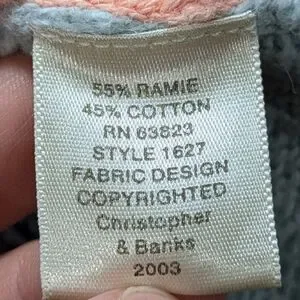 55% RAMIE
45% COTTON
RN 63823
STYLE 1627
FABRIC DESIGN
COPYRIGHTED
Christopher
& Banks
2003